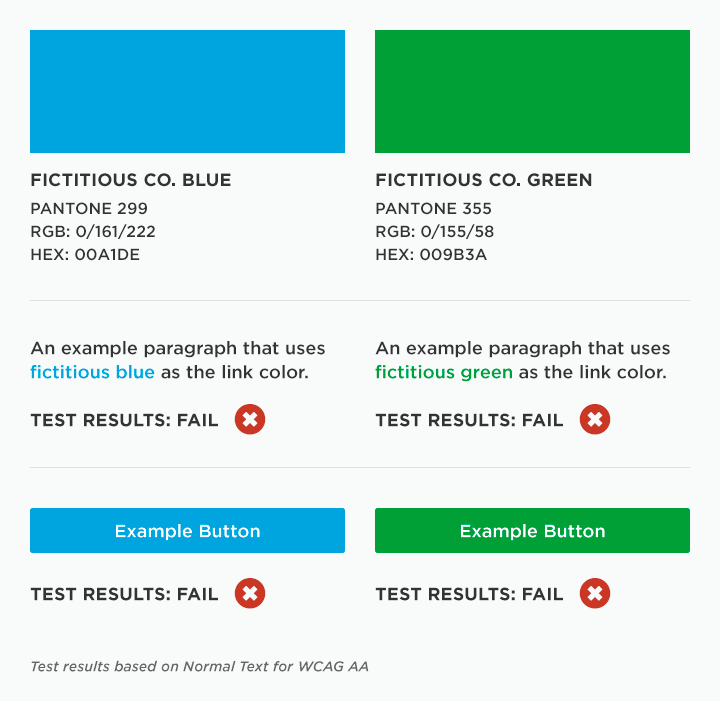 FICTITIOUS CO. BLUE
PANTONE 299
RGB: 0/161/222
HEX: 00A1DE
FICTITIOUS CO. GREEN
PANTONE 355
RGB: 0/155/58
HEX: 009B3A
An example paragraph that uses
fictitious blue as the link color.
TEST RESULTS: FAIL
An example paragraph that uses
fictitious green as the link color.
TEST RESULTS: FAIL
Example Button
TEST RESULTS: FAIL
Example Button
TEST RESULTS: FAIL
Test results based on Normal Text for WCAG AA